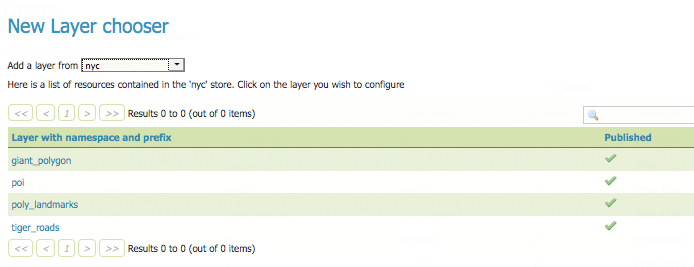 New Layer chooser
Add a layer from nyc
Here is a list of resources contained in the 'nyc' store. Click on the layer you wish to configure
<< < 1 > >> Results 0 to 0 (out of 0 items)
Layer with namespace and prefix Published
giant_polygon
poi
poly_landmarks
tiger_roads
<< < 1 > >> Results 0 to 0 (out of 0 items)